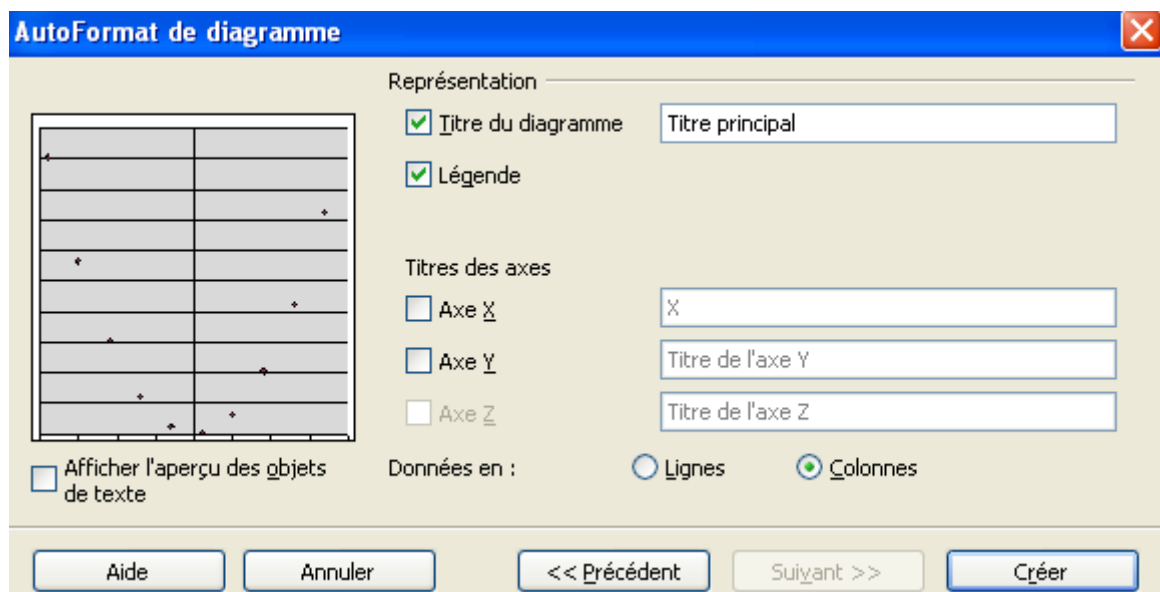 AutoFormat de diagramme
Représentation
Titre du diagramme
Titre principal
Légende
Titres des axes
Axe X
X
Axe Y
Titre de l'axe Y
Axe Z
Titre de l'axe Z
Afficher l'aperçu des objets
de texte
Données en :
Lignes
Colonnes
Aide
Annuler
<< Précédent
Suivant >>
Créer